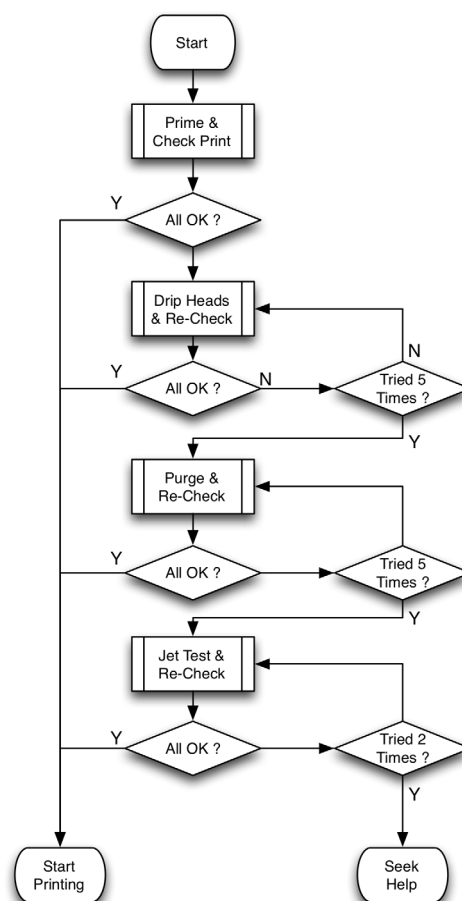 Start
Prime &
Check Print
Y
All OK ?
Drip Heads
& Re-Check
N
Y
All OK ?
N
Tried 5
Times ?
Y
Purge &
Re-Check
Y
All OK ?
Tried 5
Times ?
Y
Jet Test &
Re-Check
Y
All OK ?
Tried 2
Times ?
Y
Start
Printing
Seek
Help